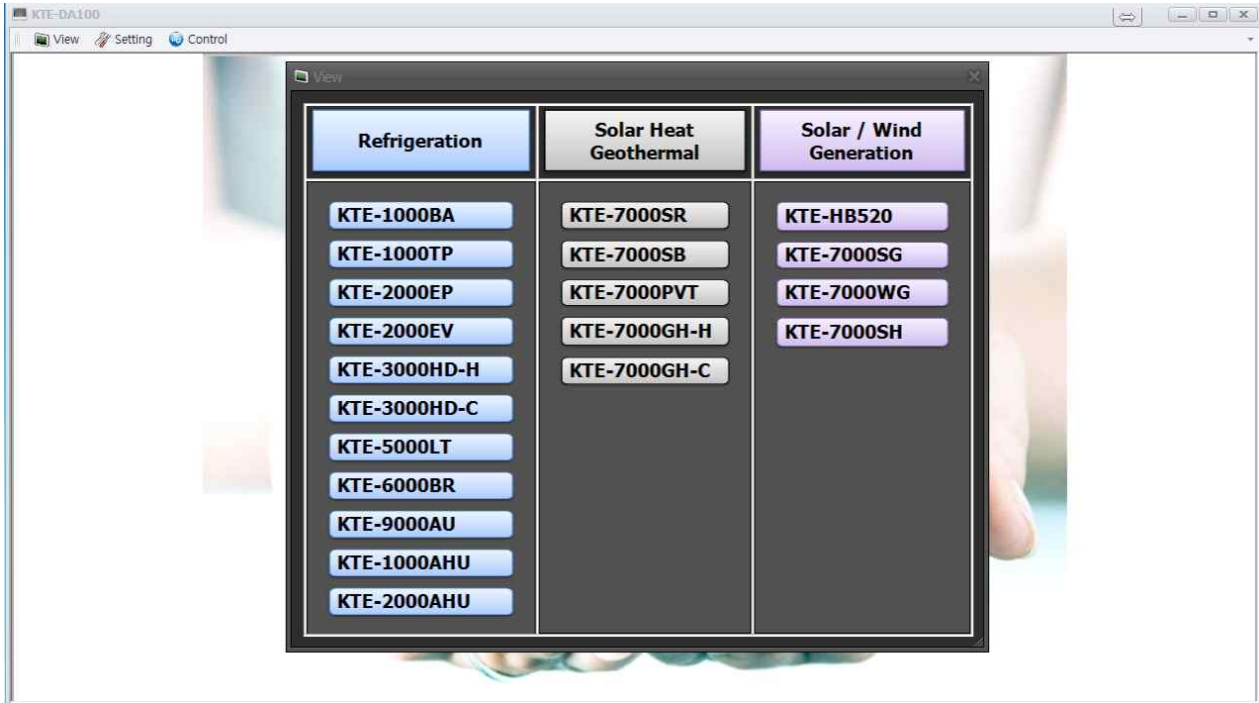 KTE-DA100
View Setting Control
View
Refrigeration
Solar Heat
Geothermal
Solar / Wind
Generation
KTE-1000BA
KTE-1000TP
KTE-2000EP
KTE-2000EV
KTE-3000HD-H
KTE-3000HD-C
KTE-5000LT
KTE-6000BR
KTE-9000AU
KTE-1000AHU
KTE-2000AHU
KTE-7000SR
KTE-7000SB
KTE-7000PVT
KTE-7000GH-H
KTE-7000GH-C
KTE-HB520
KTE-7000SG
KTE-7000WG
KTE-7000SH